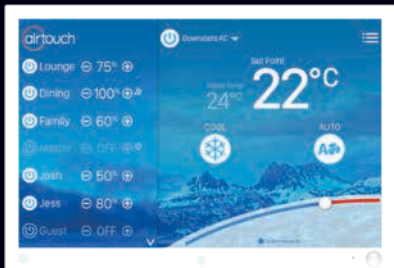 airtouch
Downstairs AC
Lounge 75%
Dining 100%
Family 60%
Master OFF
Josh 50%
Jess 80%
Guest OFF
Set Point
22°C
24°C
COOL
AUTO